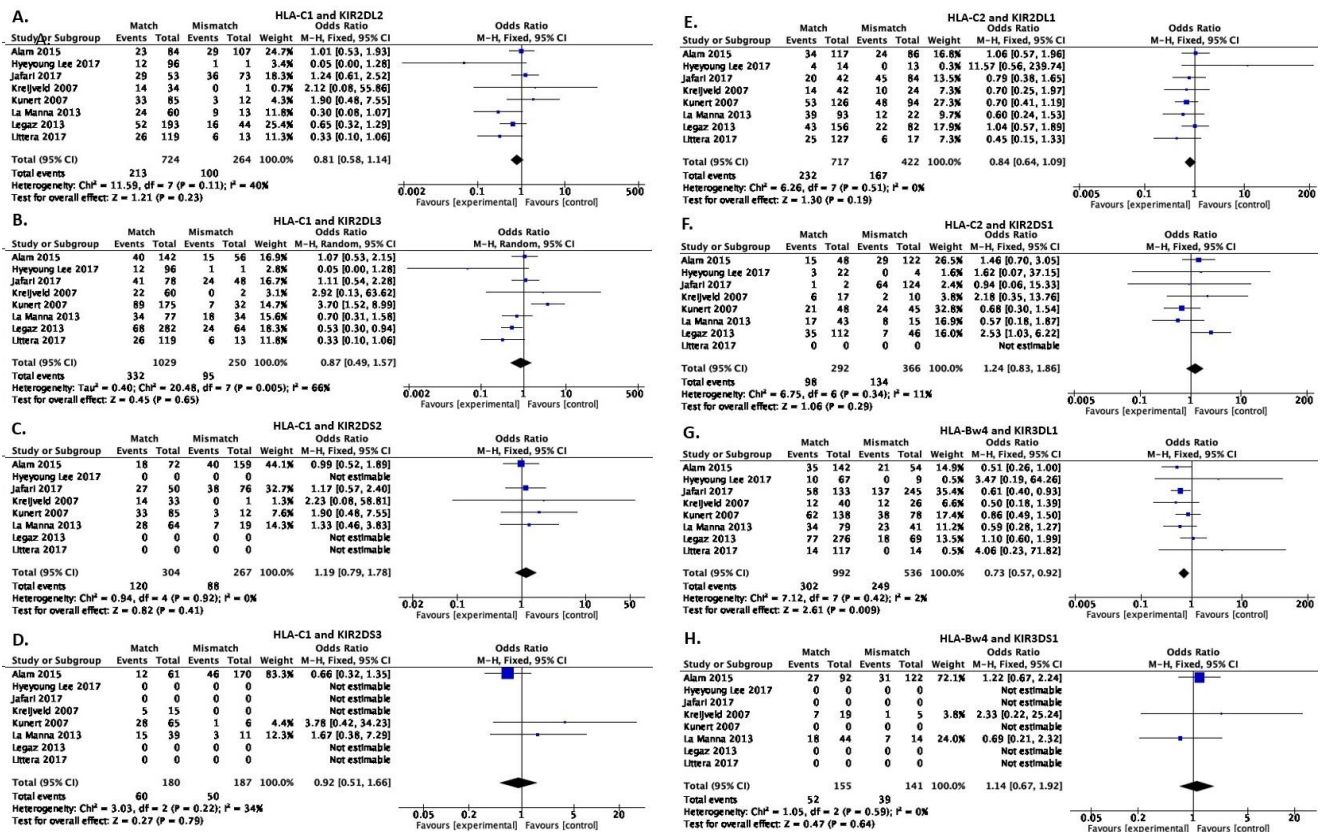 A.
HLA-C1 and KIR2DL2
Match Mismatch Odds Ratio Odds Ratio
Study or Subgroup Events Total Events Total Weight M-H, Fixed, 95% CI M-H, Fixed, 95% CI
Alam 2015 23 84 29 107 24.7% 1.01 [0.53, 1.93]
Hyeyoung Lee 2017 12 96 1 1 3.4% 0.05 [0.00, 1.28]
Jafari 2017 29 53 36 73 18.3% 1.24 [0.61, 2.52]
Kreijveld 2007 14 34 0 1 0.7% 2.12 [0.08, 55.86]
Kunert 2007 33 85 3 12 7.6% 1.90 [0.48, 7.55]
La Manna 2013 24 60 9 13 11.8% 0.30 [0.08, 1.07]
Legaz 2013 52 193 16 44 25.4% 0.65 [0.32, 1.29]
Littera 2017 26 119 6 13 11.3% 0.33 [0.10, 1.06]
Total (95% CI) 724 264 100.0% 0.81 [0.58, 1.14]
Total events 213 100
Heterogeneity: Chi² = 11.59, df = 7 (P = 0.11); I² = 40%
Test for overall effect: Z = 1.21 (P = 0.23)
0.002 0.1 1 10 500
Favours [experimental] Favours [control]
B.
HLA-C1 and KIR2DL3
Match Mismatch Odds Ratio Odds Ratio
Study or Subgroup Events Total Events Total Weight M-H, Random, 95% CI M-H, Random, 95% CI
Alam 2015 40 142 15 56 16.9% 1.07 [0.53, 2.15]
Hyeyoung Lee 2017 12 96 1 1 2.8% 0.05 [0.00, 1.28]
Jafari 2017 41 78 24 48 16.7% 1.11 [0.54, 2.28]
Kreijveld 2007 22 60 0 2 3.1% 2.92 [0.13, 63.62]
Kunert 2007 89 175 7 32 14.7% 3.70 [1.52, 8.99]
La Manna 2013 34 77 18 34 15.6% 0.70 [0.31, 1.58]
Legaz 2013 68 282 24 64 18.3% 0.53 [0.30, 0.94]
Littera 2017 26 119 6 13 11.8% 0.33 [0.10, 1.06]
Total (95% CI) 1029 250 100.0% 0.87 [0.49, 1.57]
Total events 332 95
Heterogeneity: Tau² = 0.40; Chi² = 20.48, df = 7 (P = 0.005); I² = 66%
Test for overall effect: Z = 0.45 (P = 0.65)
0.002 0.1 1 10 500
Favours [experimental] Favours [control]
C.
HLA-C1 and KIR2DS2
Match Mismatch Odds Ratio Odds Ratio
Study or Subgroup Events Total Events Total Weight M-H, Fixed, 95% CI M-H, Fixed, 95% CI
Alam 2015 18 72 40 159 44.1% 0.99 [0.52, 1.89]
Hyeyoung Lee 2017 0 0 0 0 Not estimable
Jafari 2017 27 50 38 76 32.7% 1.17 [0.57, 2.40]
Kreijveld 2007 14 33 0 1 1.3% 2.23 [0.08, 58.81]
Kunert 2007 33 85 3 12 7.6% 1.90 [0.48, 7.55]
La Manna 2013 28 64 7 19 14.3% 1.33 [0.46, 3.83]
Legaz 2013 0 0 0 0 Not estimable
Littera 2017 0 0 0 0 Not estimable
Total (95% CI) 304 267 100.0% 1.19 [0.79, 1.78]
Total events 120 88
Heterogeneity: Chi² = 0.94, df = 4 (P = 0.92); I² = 0%
Test for overall effect: Z = 0.82 (P = 0.41)
0.02 0.1 1 10 50
Favours [experimental] Favours [control]
D.
HLA-C1 and KIR2DS3
Match Mismatch Odds Ratio Odds Ratio
Study or Subgroup Events Total Events Total Weight M-H, Fixed, 95% CI M-H, Fixed, 95% CI
Alam 2015 12 61 46 170 83.3% 0.66 [0.32, 1.35]
Hyeyoung Lee 2017 0 0 0 0 Not estimable
Jafari 2017 0 0 0 0 Not estimable
Kreijveld 2007 5 15 0 0 Not estimable
Kunert 2007 28 65 1 6 4.4% 3.78 [0.42, 34.23]
La Manna 2013 15 39 3 11 12.3% 1.67 [0.38, 7.29]
Legaz 2013 0 0 0 0 Not estimable
Littera 2017 0 0 0 0 Not estimable
Total (95% CI) 180 187 100.0% 0.92 [0.51, 1.66]
Total events 60 50
Heterogeneity: Chi² = 3.03, df = 2 (P = 0.22); I² = 34%
Test for overall effect: Z = 0.27 (P = 0.79)
0.05 0.2 1 5 20
Favours [experimental] Favours [control]
E.
HLA-C2 and KIR2DL1
Match Mismatch Odds Ratio Odds Ratio
Study or Subgroup Events Total Events Total Weight M-H, Fixed, 95% CI M-H, Fixed, 95% CI
Alam 2015 34 117 24 86 16.8% 1.06 [0.57, 1.96]
Hyeyoung Lee 2017 4 14 0 13 0.3% 11.57 [0.56, 239.74]
Jafari 2017 20 42 45 84 13.5% 0.79 [0.38, 1.65]
Kreijveld 2007 14 42 10 24 9.2% 0.70 [0.25, 1.97]
Kunert 2007 53 126 48 94 27.3% 0.70 [0.41, 1.19]
La Manna 2013 39 93 12 22 7.7% 0.60 [0.24, 1.53]
Legaz 2013 43 156 22 82 17.9% 1.04 [0.57, 1.89]
Littera 2017 25 127 6 17 7.3% 0.45 [0.15, 1.33]
Total (95% CI) 717 422 100.0% 0.84 [0.64, 1.09]
Total events 232 167
Heterogeneity: Chi² = 6.26, df = 7 (P = 0.51); I² = 0%
Test for overall effect: Z = 1.30 (P = 0.19)
0.005 0.1 1 10 200
Favours [experimental] Favours [control]
F.
HLA-C2 and KIR2DS1
Match Mismatch Odds Ratio Odds Ratio
Study or Subgroup Events Total Events Total Weight M-H, Fixed, 95% CI M-H, Fixed, 95% CI
Alam 2015 15 48 29 122 26.5% 1.46 [0.70, 3.05]
Hyeyoung Lee 2017 3 22 0 4 1.6% 1.62 [0.07, 37.15]
Jafari 2017 1 2 64 124 2.4% 0.94 [0.06, 15.33]
Kreijveld 2007 6 17 2 10 3.8% 2.18 [0.35, 13.76]
Kunert 2007 21 48 24 45 32.8% 0.68 [0.30, 1.54]
La Manna 2013 17 43 8 15 16.9% 0.57 [0.18, 1.87]
Legaz 2013 35 112 7 46 16.0% 2.53 [1.03, 6.22]
Littera 2017 0 0 0 0 Not estimable
Total (95% CI) 292 366 100.0% 1.24 [0.83, 1.86]
Total events 98 134
Heterogeneity: Chi² = 6.75, df = 6 (P = 0.34); I² = 11%
Test for overall effect: Z = 1.06 (P = 0.29)
0.005 0.1 1 10 200
Favours [experimental] Favours [control]
G.
HLA-Bw4 and KIR3DL1
Match Mismatch Odds Ratio Odds Ratio
Study or Subgroup Events Total Events Total Weight M-H, Fixed, 95% CI M-H, Fixed, 95% CI
Alam 2015 35 142 21 54 14.9% 0.51 [0.26, 1.00]
Hyeyoung Lee 2017 10 67 0 9 0.5% 3.47 [0.19, 64.26]
Jafari 2017 58 133 137 245 35.4% 0.61 [0.40, 0.93]
Kreijveld 2007 12 40 12 26 6.6% 0.50 [0.18, 1.39]
Kunert 2007 62 138 38 78 17.4% 0.86 [0.49, 1.50]
La Manna 2013 34 79 23 41 11.2% 0.59 [0.28, 1.27]
Legaz 2013 77 276 18 69 13.5% 1.10 [0.60, 1.99]
Littera 2017 14 117 0 14 0.5% 4.06 [0.23, 71.82]
Total (95% CI) 992 536 100.0% 0.73 [0.57, 0.92]
Total events 302 249
Heterogeneity: Chi² = 7.12, df = 7 (P = 0.42); I² = 2%
Test for overall effect: Z = 2.61 (P = 0.009)
0.005 0.1 1 10 200
Favours [experimental] Favours [control]
H.
HLA-Bw4 and KIR3DS1
Match Mismatch Odds Ratio Odds Ratio
Study or Subgroup Events Total Events Total Weight M-H, Fixed, 95% CI M-H, Fixed, 95% CI
Alam 2015 27 92 31 122 72.1% 1.22 [0.67, 2.24]
Hyeyoung Lee 2017 0 0 0 0 Not estimable
Jafari 2017 0 0 0 0 Not estimable
Kreijveld 2007 7 19 1 5 3.8% 2.33 [0.22, 25.24]
Kunert 2007 0 0 0 0 Not estimable
La Manna 2013 18 44 7 14 24.0% 0.69 [0.21, 2.32]
Legaz 2013 0 0 0 0 Not estimable
Littera 2017 0 0 0 0 Not estimable
Total (95% CI) 155 141 100.0% 1.14 [0.67, 1.92]
Total events 52 39
Heterogeneity: Chi² = 1.05, df = 2 (P = 0.59); I² = 0%
Test for overall effect: Z = 0.47 (P = 0.64)
0.05 0.2 1 5 20
Favours [experimental] Favours [control]